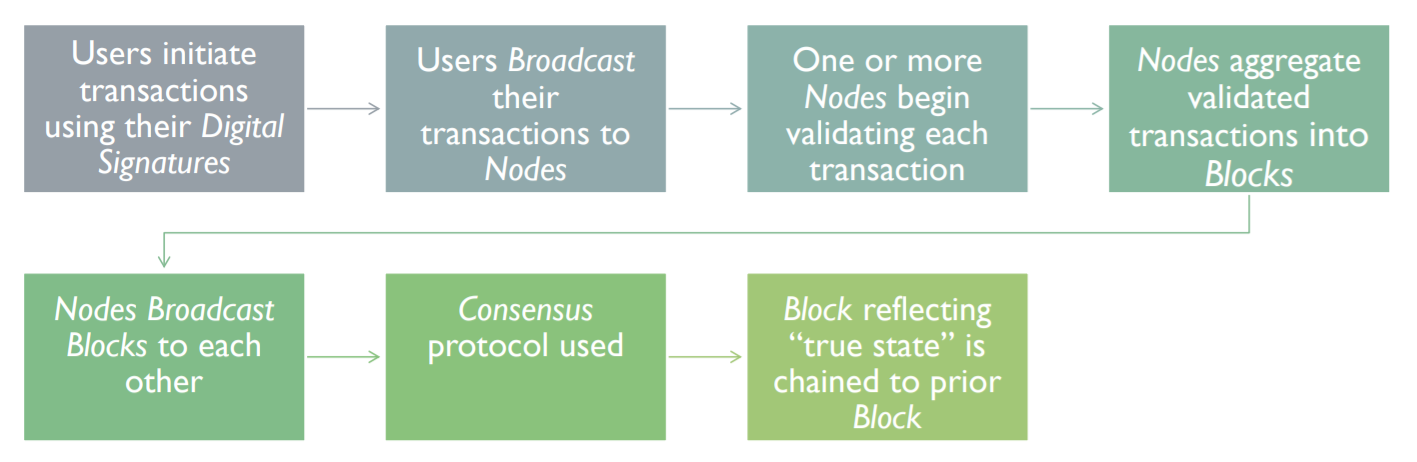 Users initiate
transactions
using their Digital
Signatures
Users Broadcast
their
transactions to
Nodes
One or more
Nodes begin
validating each
transaction
Nodes aggregate
validated
transactions into
Blocks
Nodes Broadcast
Blocks to each
other
Consensus
protocol used
Block reflecting
“true state” is
chained to prior
Block